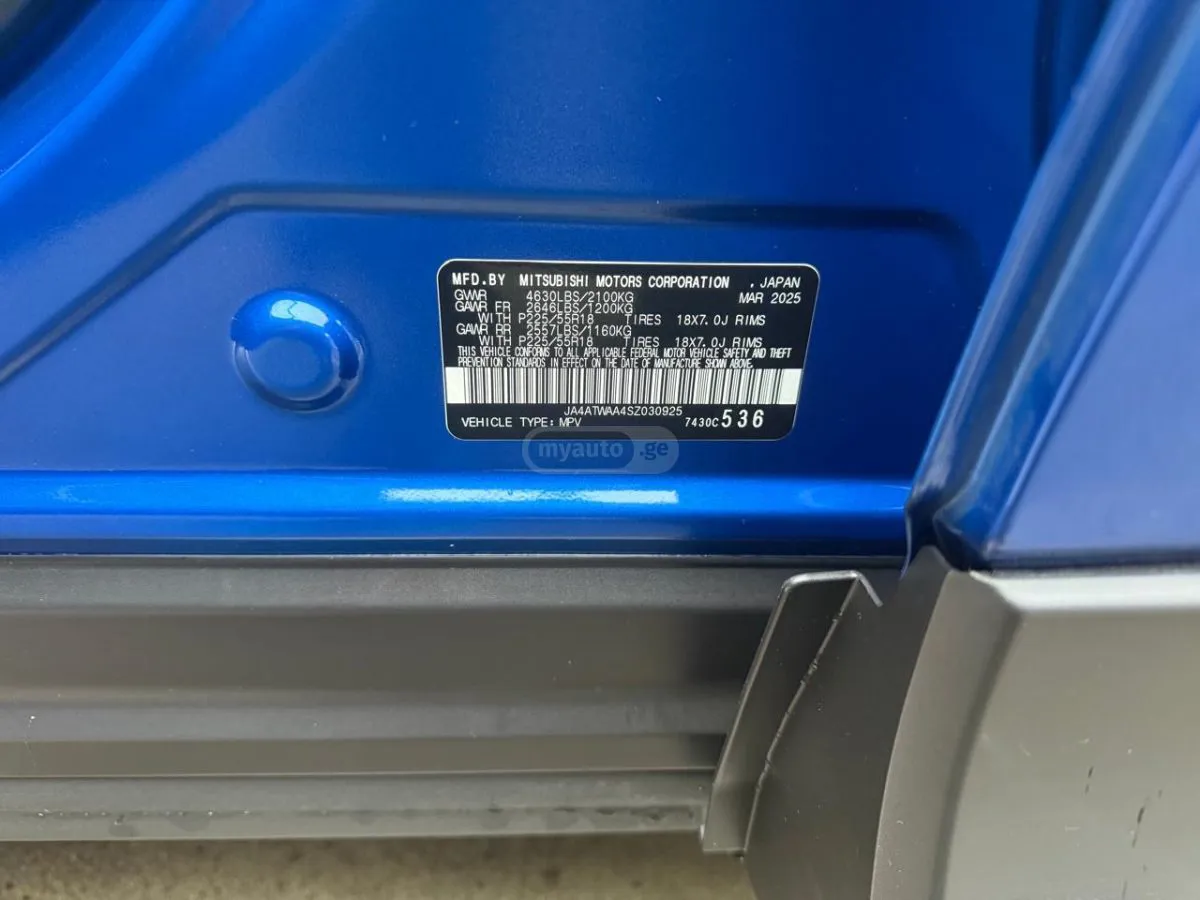 MFD.BY MITSUBISHI MOTORS CORPORATION , JAPAN
GVWR 4630LBS/2100KG MAR 2025
GAWR FR 2646LBS/1200KG
WITH P225/55R18 TIRES 18X7.0J RIMS
GAWR RR 2557LBS/1160KG
WITH P225/55R18 TIRES 18X7.0J RIMS
THIS VEHICLE CONFORMS TO ALL APPLICABLE FEDERAL MOTOR VEHICLE SAFETY AND THEFT
PREVENTION STANDARDS IN EFFECT ON THE DATE OF MANUFACTURE SHOWN ABOVE.
JA4ATWAA4SZ030925
VEHICLE TYPE: MPV 7430C 536
myauto.ge